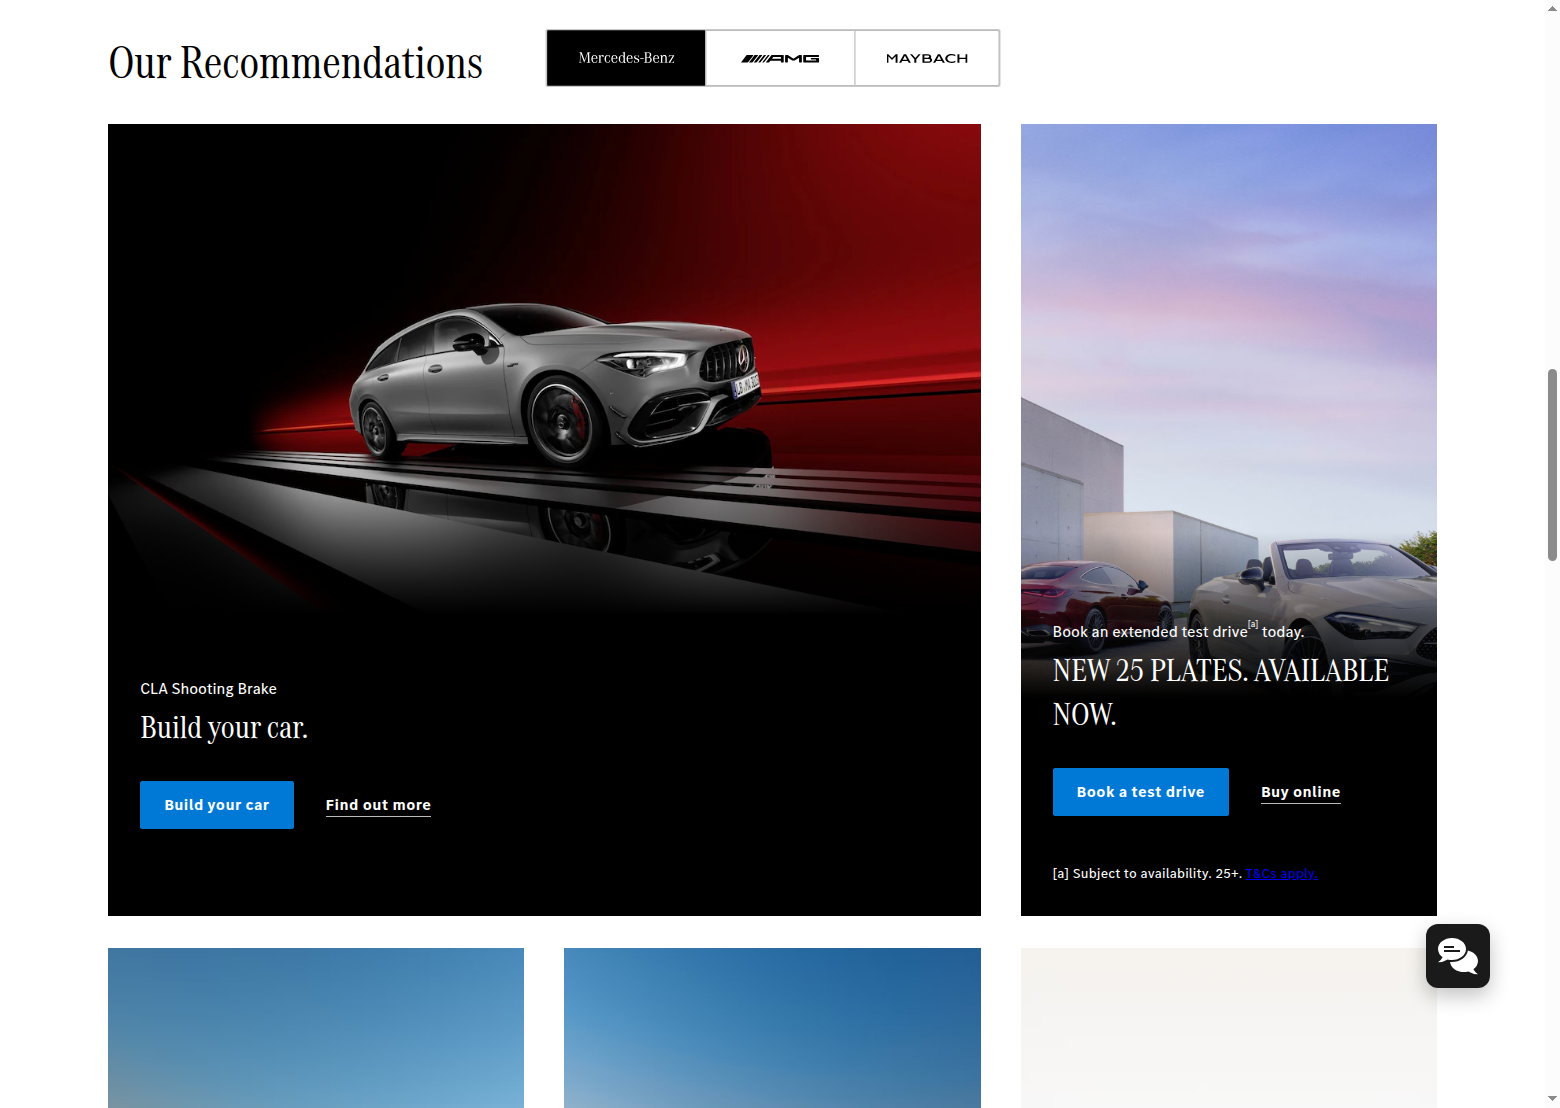 Our Recommendations
Mercedes-Benz
AMG
MAYBACH
CLA Shooting Brake
Build your car.
Build your car
Find out more
Book an extended test drive[a] today.
NEW 25 PLATES. AVAILABLE
NOW.
Book a test drive
Buy online
[a] Subject to availability. 25+. T&Cs apply.